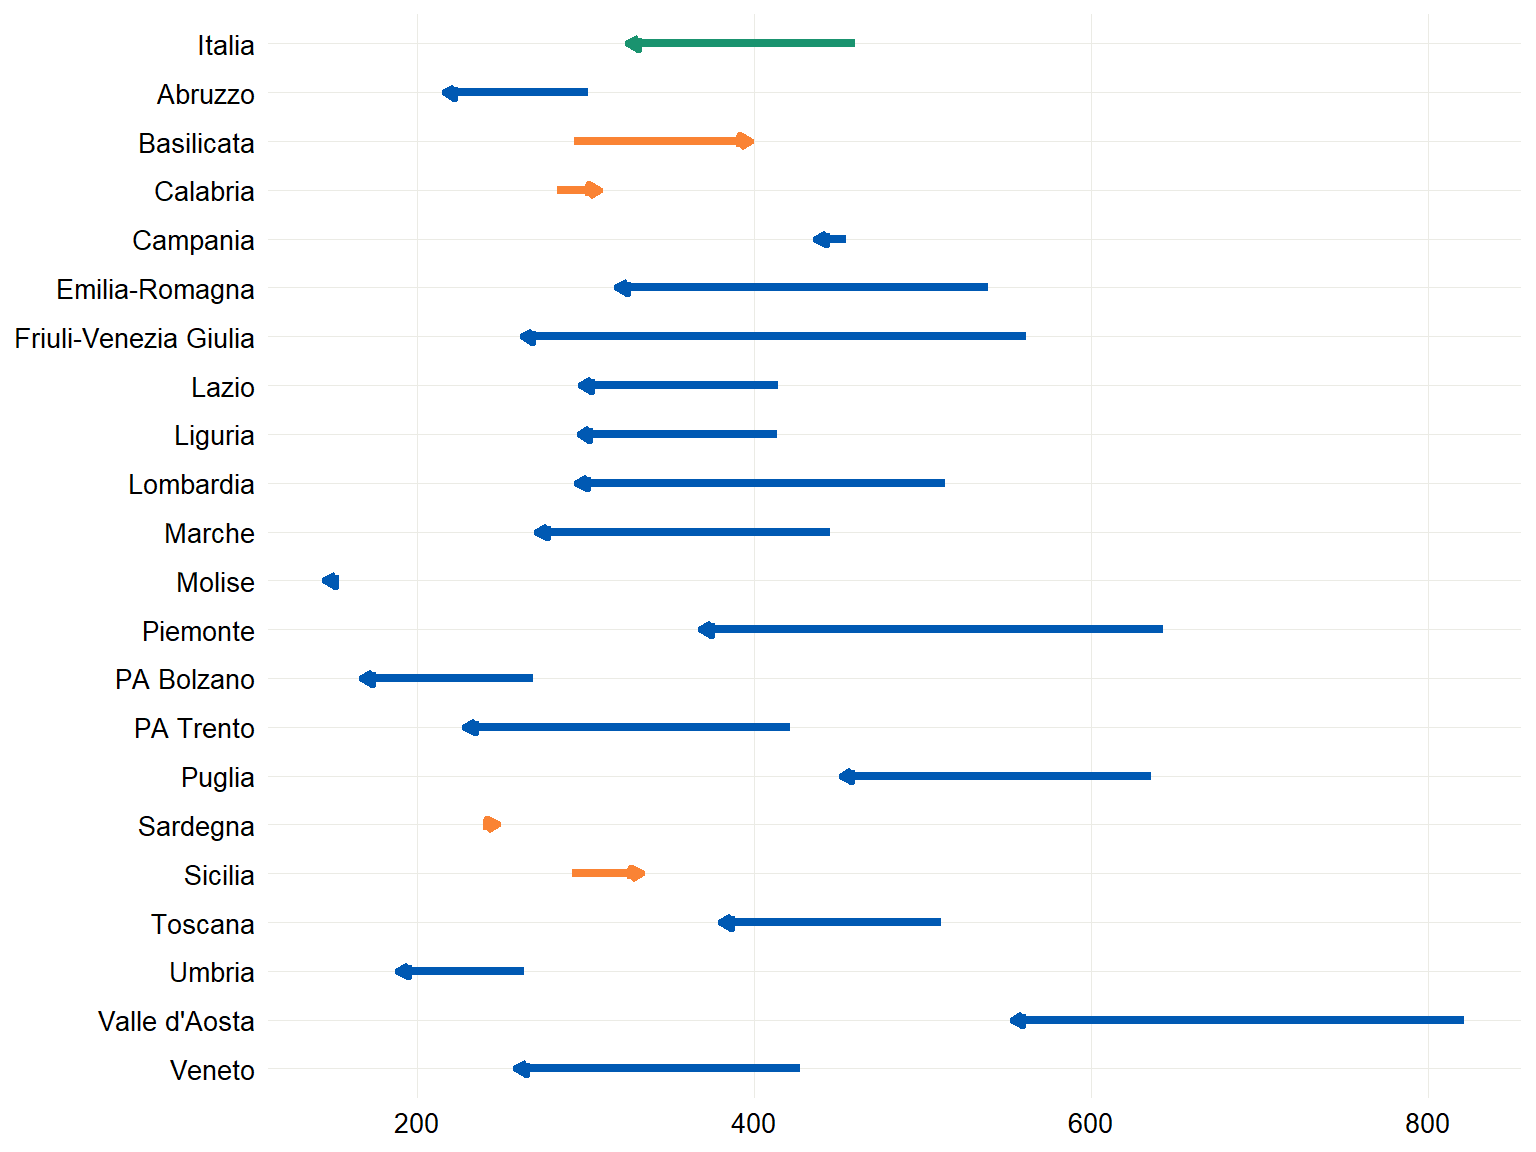 Italia
Abruzzo
Basilicata
Calabria
Campania
Emilia-Romagna
Friuli-Venezia Giulia
Lazio
Liguria
Lombardia
Marche
Molise
Piemonte
PA Bolzano
PA Trento
Puglia
Sardegna
Sicilia
Toscana
Umbria
Valle d'Aosta
Veneto
200 400 600 800